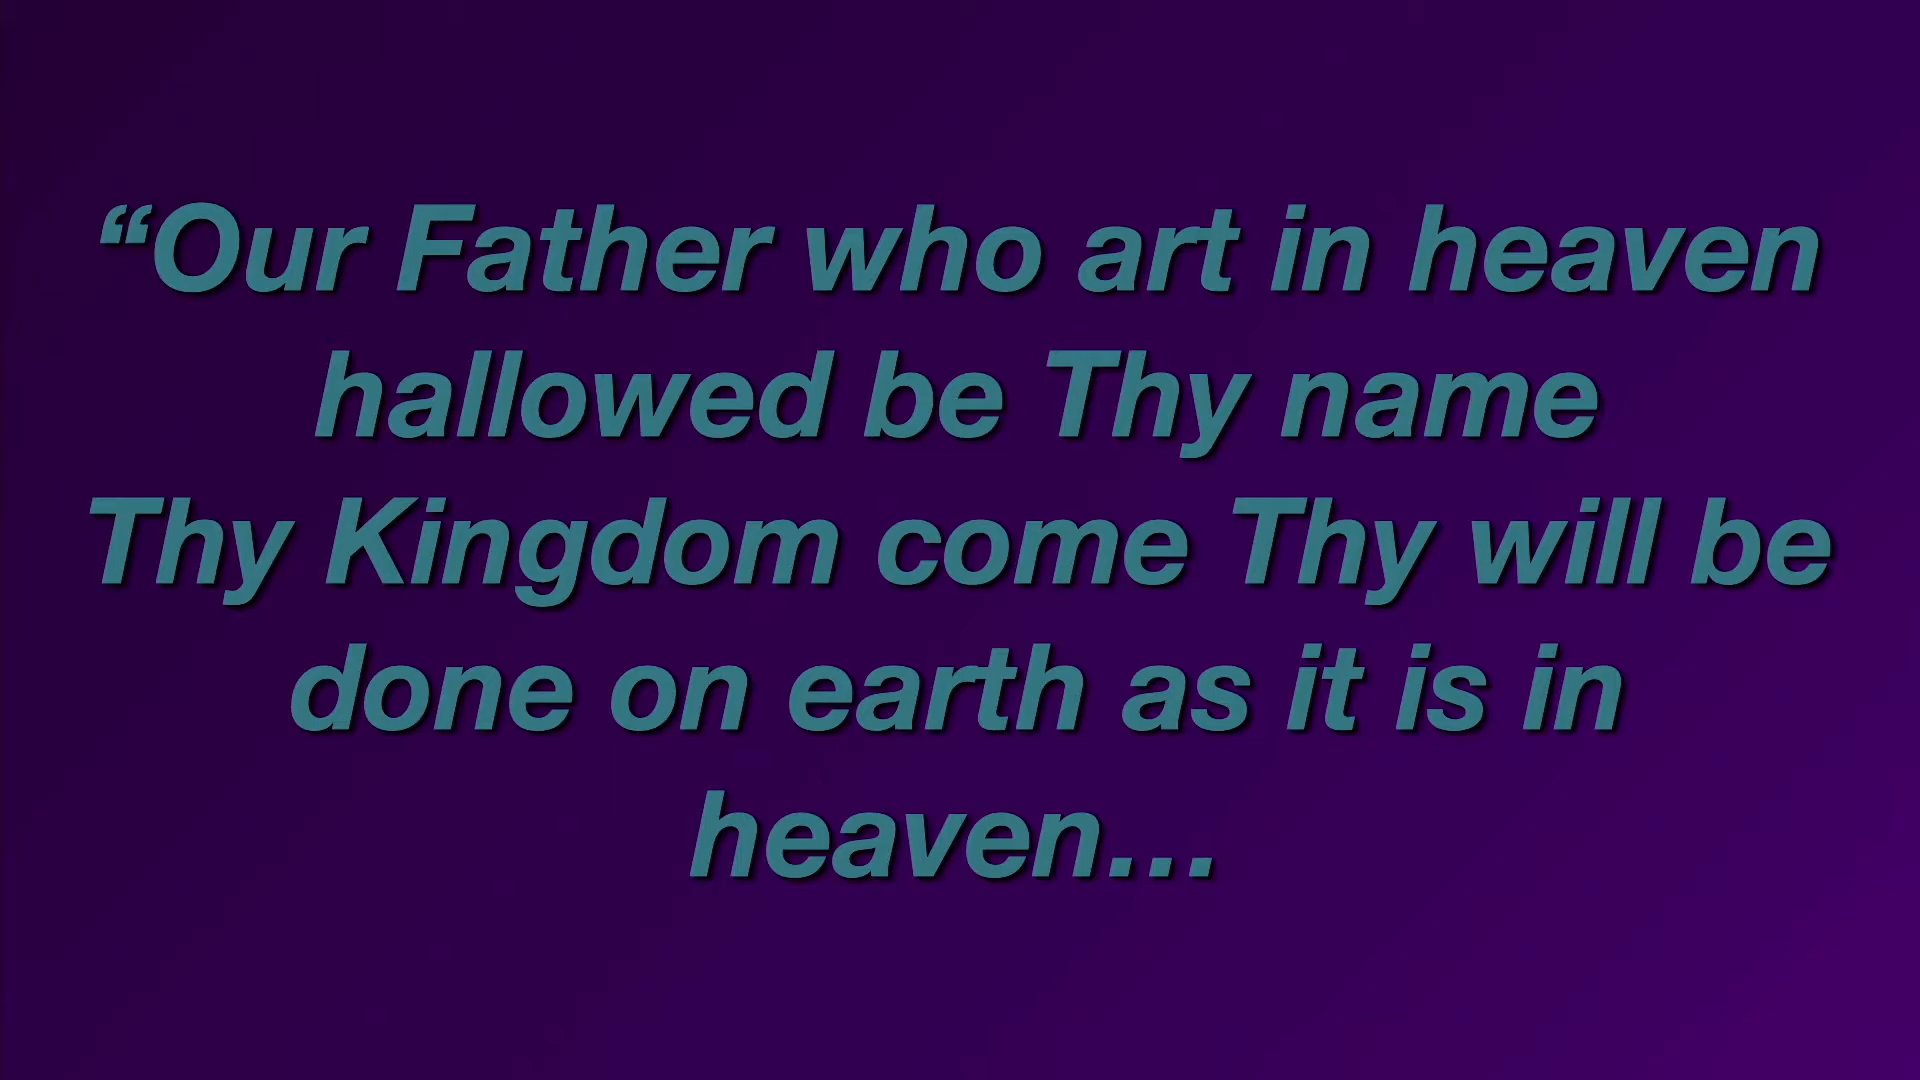 “Our Father who art in heaven
hallowed be Thy name
Thy Kingdom come Thy will be
done on earth as it is in
heaven…